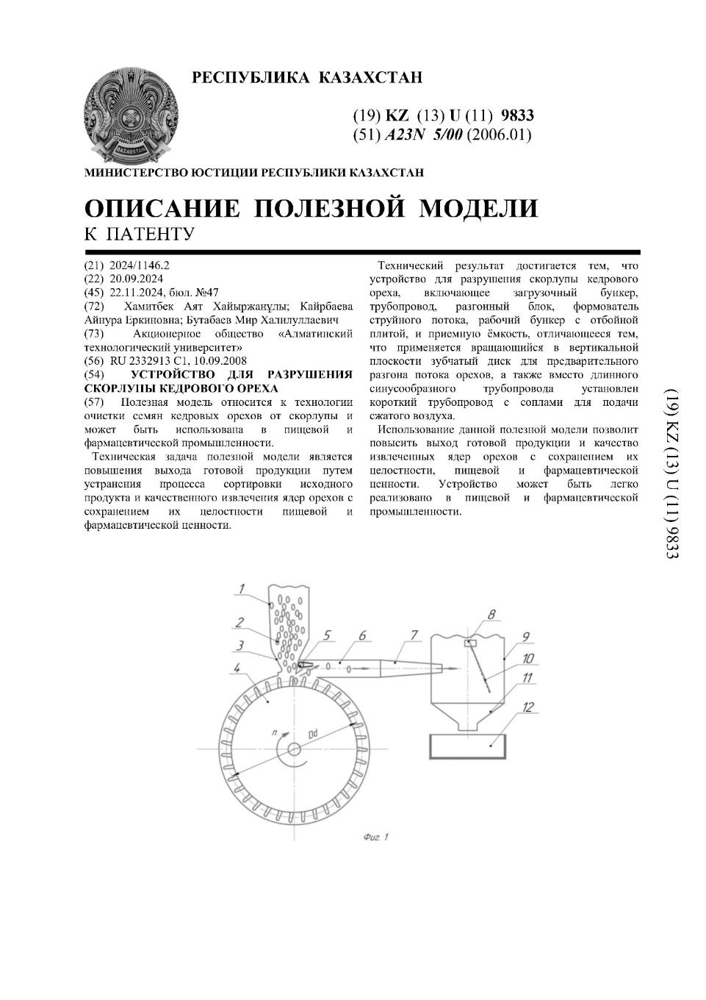 РЕСПУБЛИКА КАЗАХСТАН
(19) KZ (13) U (11) 9833
(51) A23N 5/00 (2006.01)
QAZAQSTAN
МИНИСТЕРСТВО ЮСТИЦИИ РЕСПУБЛИКИ КАЗАХСТАН
ОПИСАНИЕ ПОЛЕЗНОЙ МОДЕЛИ
К ПАТЕНТУ
(21) 2024/1146.2
(22) 20.09.2024
(45) 22.11.2024, бюл. №47
(72) Хамитбек Аят Хайыржанұлы; Кайрбаева
Айнура Еркиновна; Бутабаев Мир Халилуллаевич
(73) Акционерное общество «Алматинский
технологический университет»
(56) RU 2332913 C1, 10.09.2008
(54) УСТРОЙСТВО ДЛЯ РАЗРУШЕНИЯ
СКОРЛУПЫ КЕДРОВОГО ОРЕХА
(57) Полезная модель относится к технологии
очистки семян кедровых орехов от скорлупы и
может быть использована в пищевой и
фармацевтической промышленности.
Техническая задача полезной модели является
повышения выхода готовой продукции путем
устранения процесса сортировки исходного
продукта и качественного извлечения ядер орехов с
сохранением их целостности пищевой и
фармацевтической ценности.
Технический результат достигается тем, что
устройство для разрушения скорлупы кедрового
ореха, включающее загрузочный бункер,
трубопровод, разгонный блок, формователь
струйного потока, рабочий бункер с отбойной
плитой, и приемную ёмкость, отличающееся тем,
что применяется вращающийся в вертикальной
плоскости зубчатый диск для предварительного
разгона потока орехов, а также вместо длинного
синусообразного трубопровода установлен
короткий трубопровод с соплами для подачи
сжатого воздуха.
Использование данной полезной модели позволит
повысить выход готовой продукции и качество
извлеченных ядер орехов с сохранением их
целостности, пищевой и фармацевтической
ценности. Устройство может быть легко
реализовано в пищевой и фармацевтической
промышленности.
(19) KZ (13) U (11) 9833
1
2
3
4
5
6
7
8
9
10
11
12
n
Dd
Фиг. 1